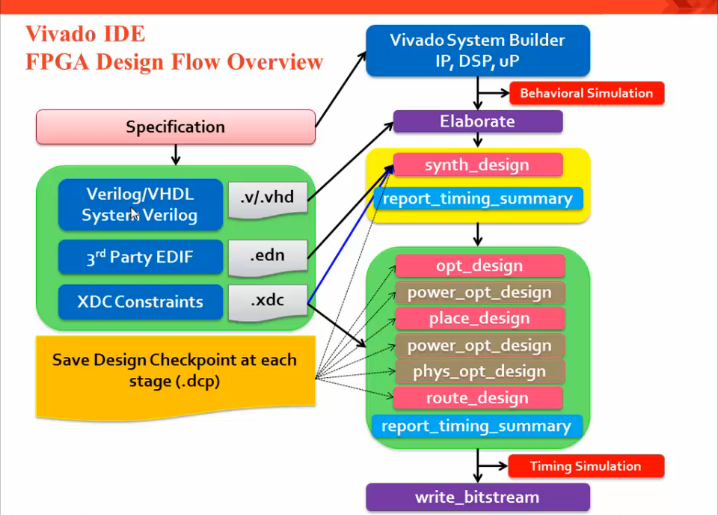 Vivado IDE
FPGA Design Flow Overview
Vivado System Builder
IP, DSP, uP
Behavioral Simulation
Specification
Elaborate
synth_design
report_timing_summary
Verilog/VHDL
System Verilog
.v/.vhd
3rd Party EDIF
.edn
XDC Constraints
.xdc
opt_design
power_opt_design
place_design
power_opt_design
phys_opt_design
route_design
report_timing_summary
Save Design Checkpoint at each
stage (.dcp)
Timing Simulation
write_bitstream